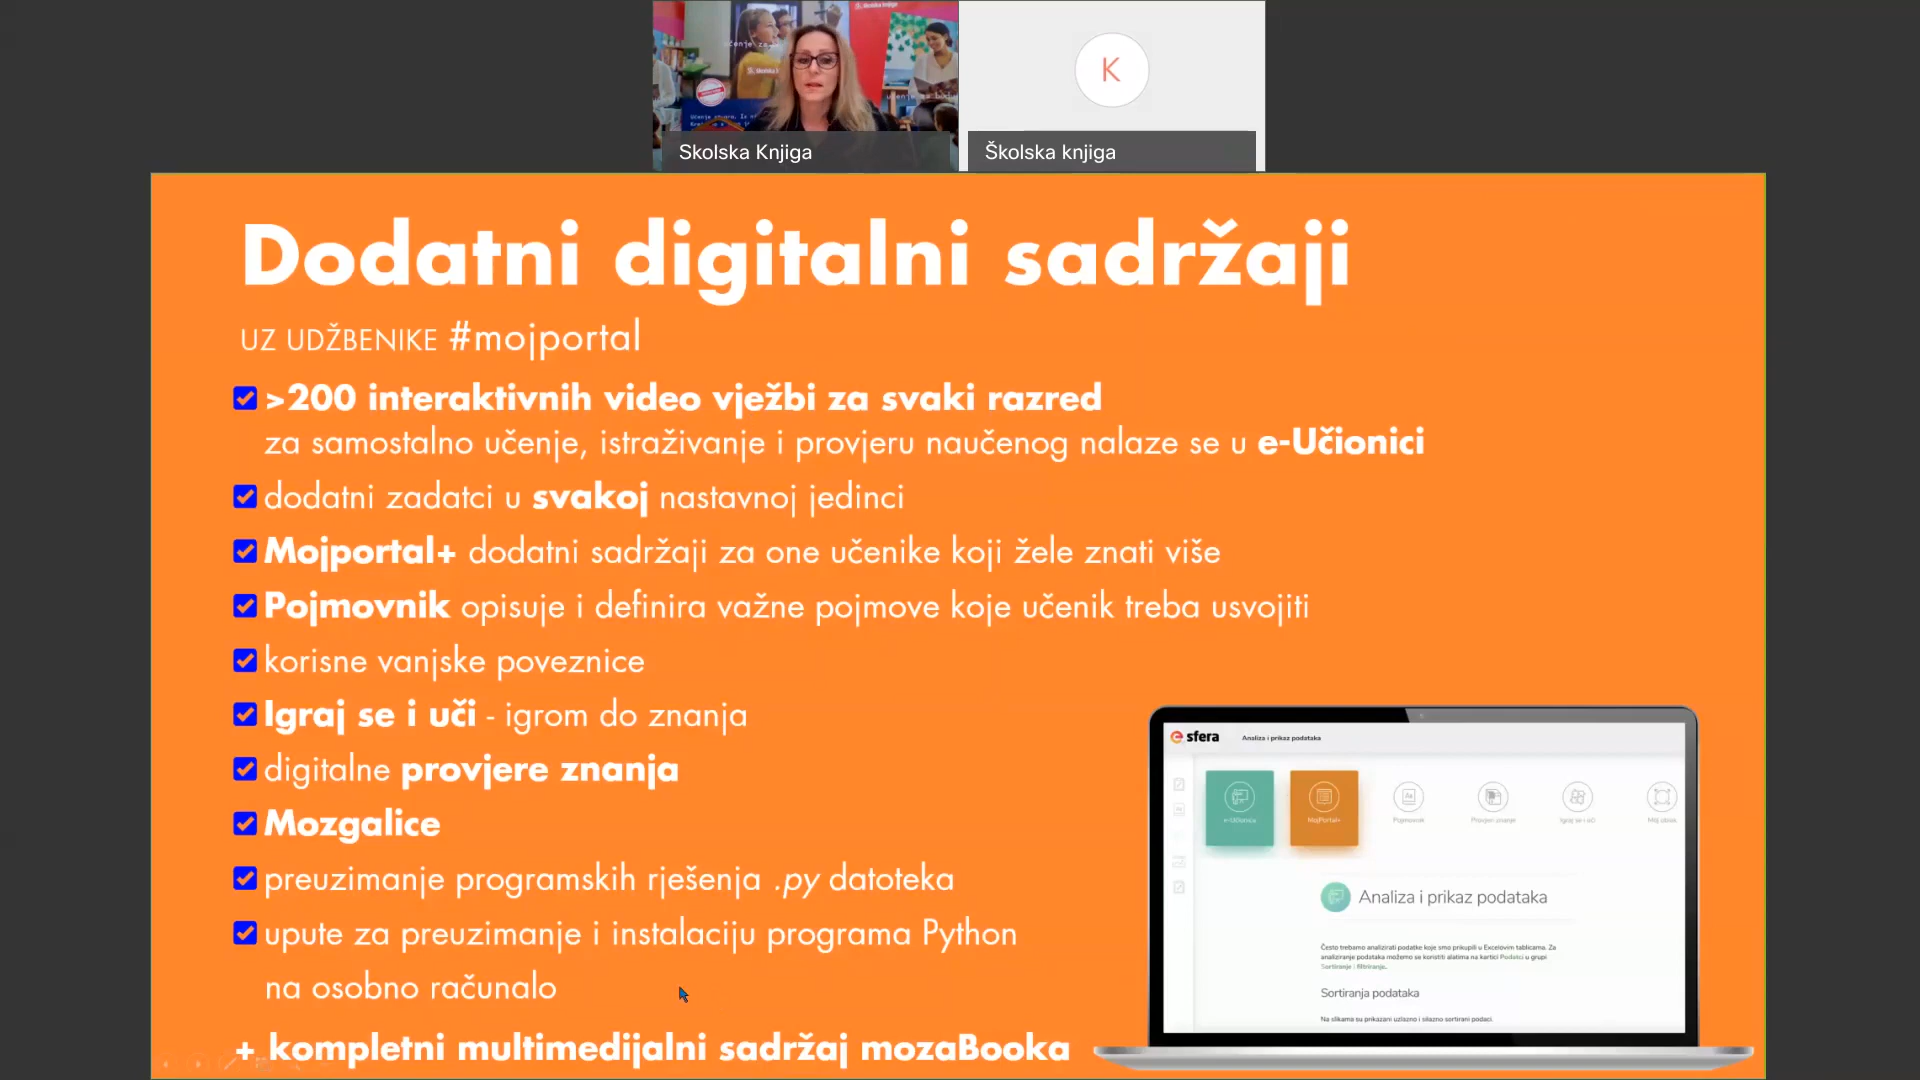 K
Skolska Knjiga
Školska knjiga
Dodatni digitalni sadržaji
UZ UDŽBENIKE #mojportal
>200 interaktivnih video vježbi za svaki razred
za samostalno učenje, istraživanje i provjeru naučenog nalaze se u e-Učionici
dodatni zadatci u svakoj nastavnoj jedinci
Mojportal+ dodatni sadržaji za one učenike koji žele znati više
Pojmovnik opisuje i definira važne pojmove koje učenik treba usvojiti
korisne vanjske poveznice
Igraj se i uči - igrom do znanja
digitalne provjere znanja
Mozgalice
preuzimanje programskih rješenja .py datoteka
upute za preuzimanje i instalaciju programa Python
na osobno računalo
+ kompletni multimedijalni sadržaj mozaBooka
e sfera Analiza i prikaz podataka
e-Učionica MojPortal+ Pojmovnik Provjeri znanje Igraj se i uči Moj obla
Analiza i prikaz podataka
Često trebamo analizirati podatke koje smo prikupili u Excelovim tablicama. Za
analiziranje podataka možemo se koristiti alatima na kartici Podatci u grupi
Sortiranje i filtriranje.
Sortiranja podataka
Na slikama su prikazani uzlazno i silazno sortirani podaci.